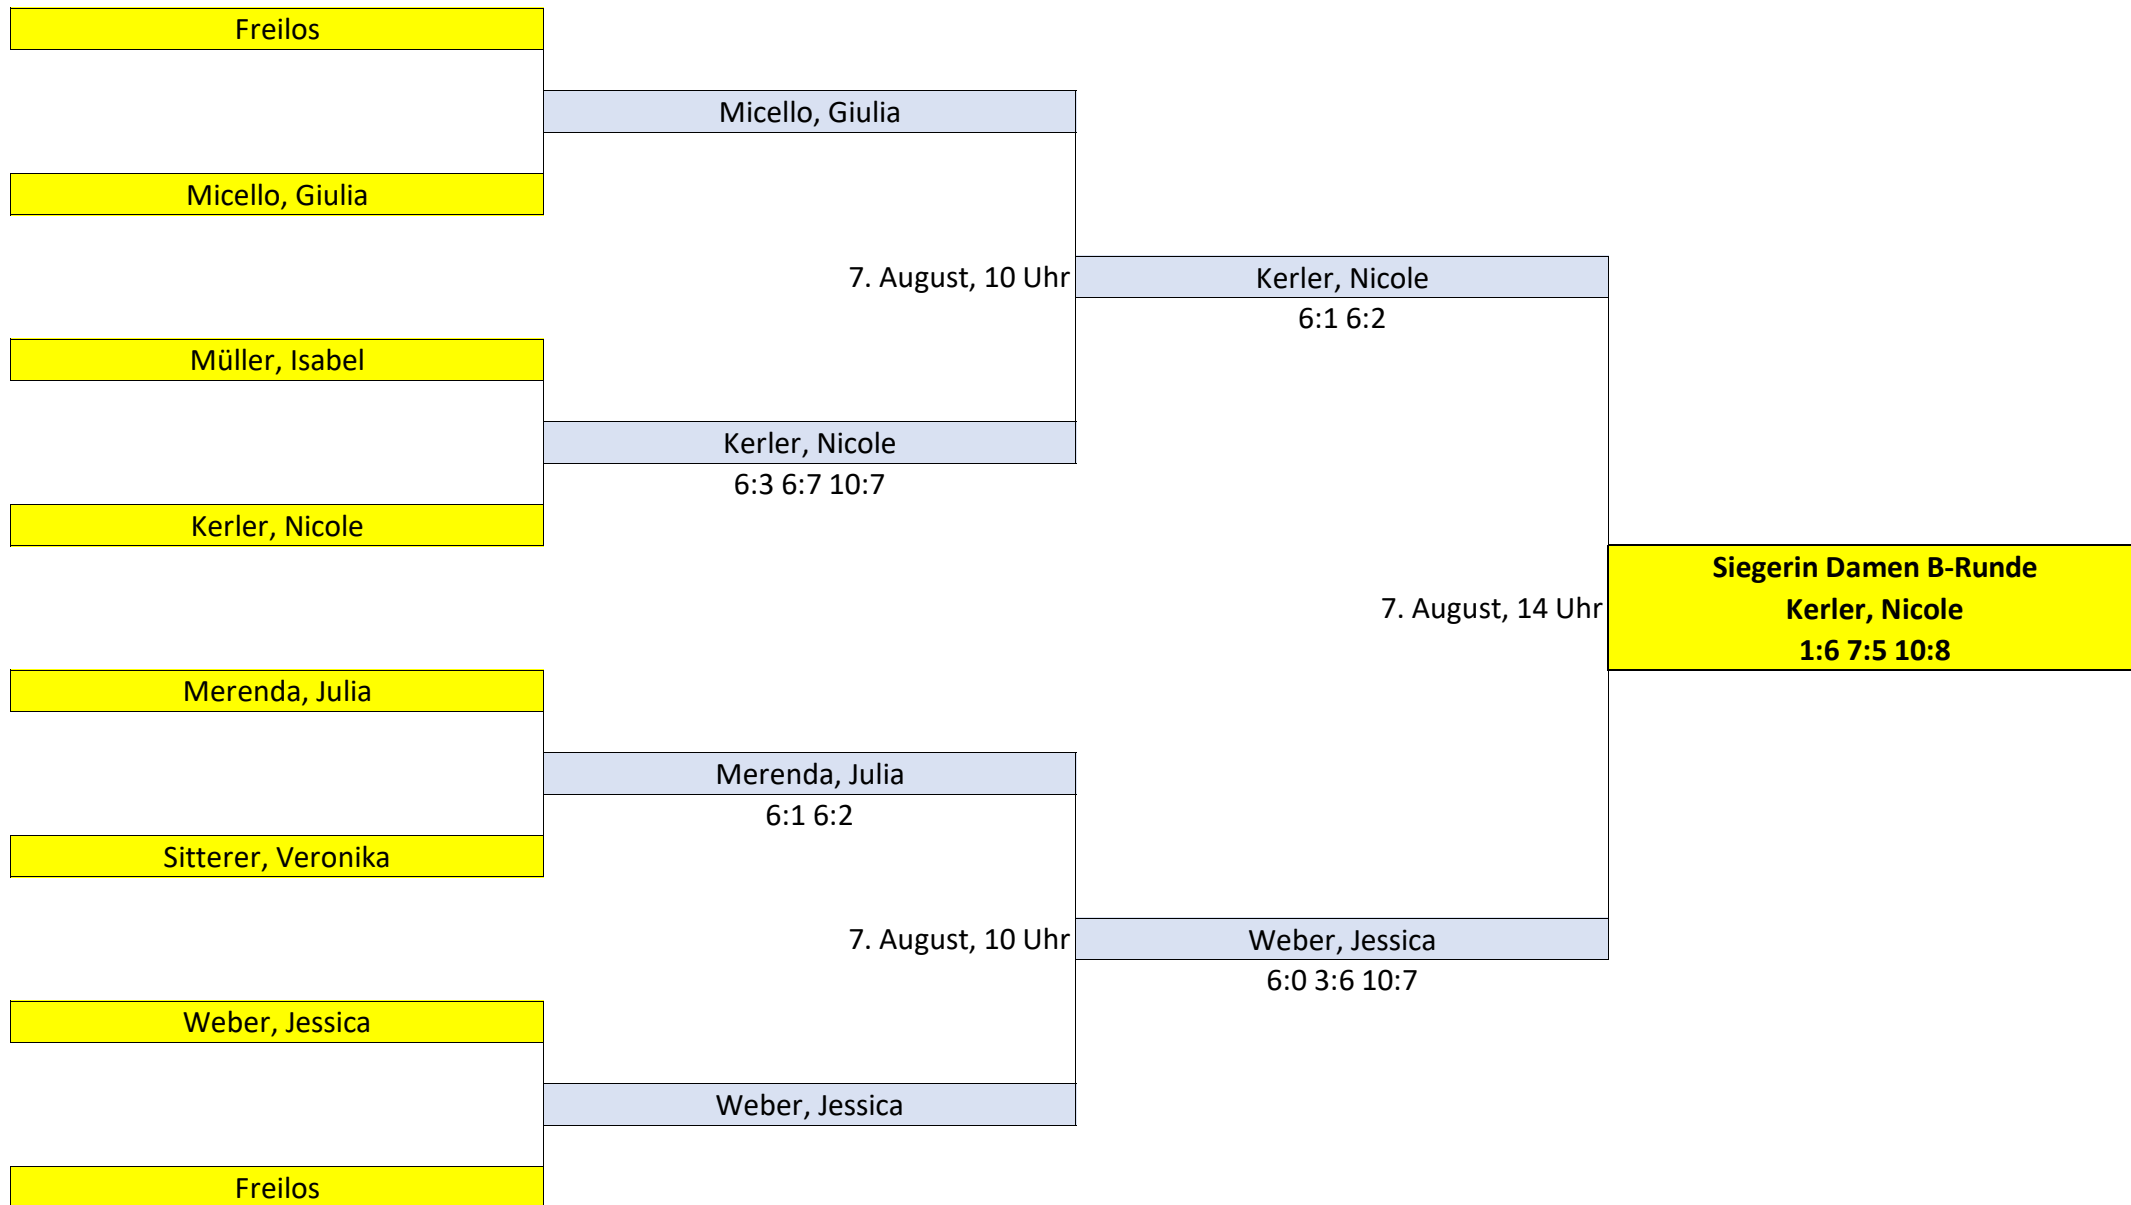 Freilos
Micello, Giulia
Micello, Giulia
7. August, 10 Uhr
Kerler, Nicole
6:1 6:2
Müller, Isabel
Kerler, Nicole
6:3 6:7 10:7
Kerler, Nicole
Siegerin Damen B-Runde
7. August, 14 Uhr
Kerler, Nicole
1:6 7:5 10:8
Merenda, Julia
Merenda, Julia
6:1 6:2
Sitterer, Veronika
7. August, 10 Uhr
Weber, Jessica
6:0 3:6 10:7
Weber, Jessica
Weber, Jessica
Freilos